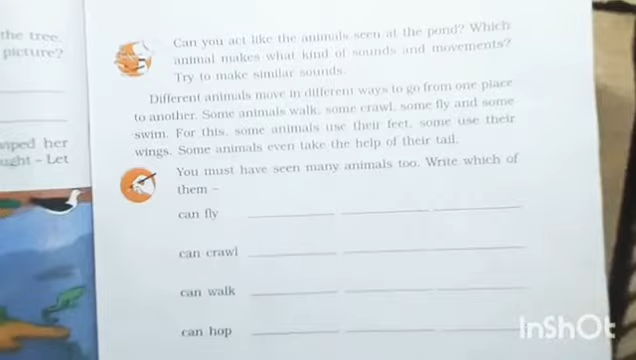 the tree.
picture?
her
ught – Let
Can you act like the animals seen at the pond? Which
animal makes what kind of sounds and movements?
Try to make similar sounds.
Different animals move in different ways to go from one place
to another. Some animals walk, some crawl, some fly and some
swim. For this, some animals use their feet, some use their
wings. Some animals even take the help of their tail.
You must have seen many animals too. Write which of
them –
can fly
can crawl
can walk
can hop
InShOt